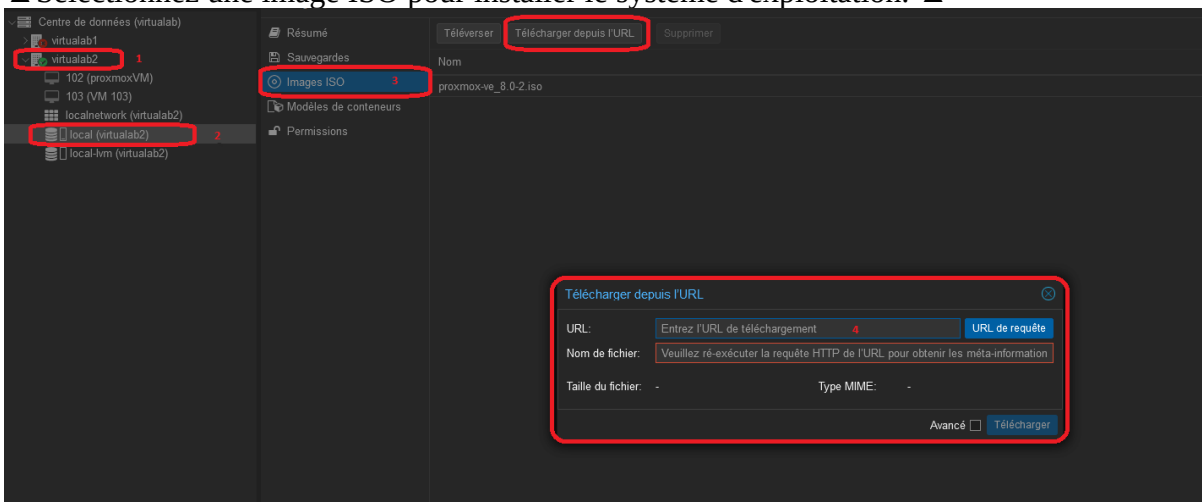 Sélectionnez une image ISO pour installer le système d'exploitation.
Centre de données (virtualab)
virtualab1
virtualab2 1
102 (proxmoxVM)
103 (VM 103)
localnetwork (virtualab2)
local (virtualab2) 2
local-lvm (virtualab2)
Résumé
Sauvegardes
Images ISO 3
Modèles de conteneurs
Permissions
Téléverser Télécharger depuis l'URL Supprimer
Nom
proxmox-ve_8.0-2.iso
Télécharger depuis l'URL
URL: Entrez l'URL de téléchargement 4 URL de requête
Nom de fichier: Veuillez ré-exécuter la requête HTTP de l'URL pour obtenir les méta-information
Taille du fichier: - Type MIME: -
Avancé Télécharger